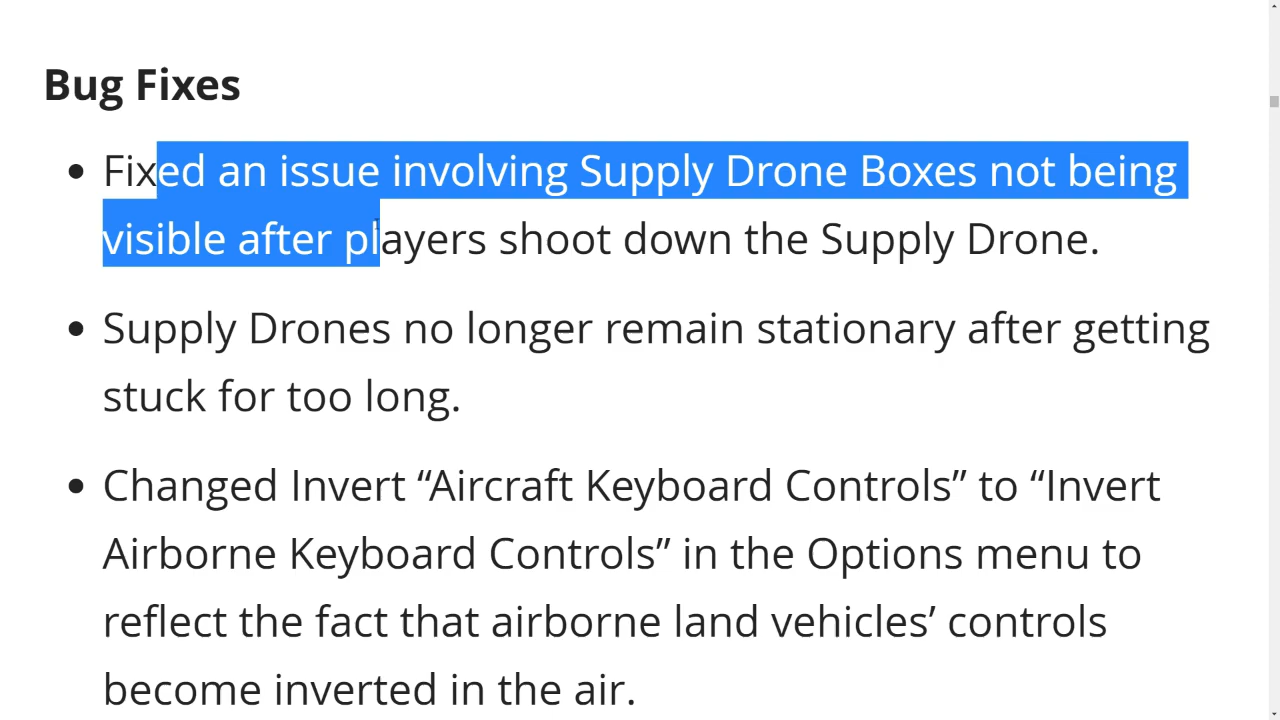 Bug Fixes
Fixed an issue involving Supply Drone Boxes not being
visible after players shoot down the Supply Drone.
Supply Drones no longer remain stationary after getting
stuck for too long.
Changed Invert “Aircraft Keyboard Controls” to “Invert
Airborne Keyboard Controls” in the Options menu to
reflect the fact that airborne land vehicles’ controls
become inverted in the air.